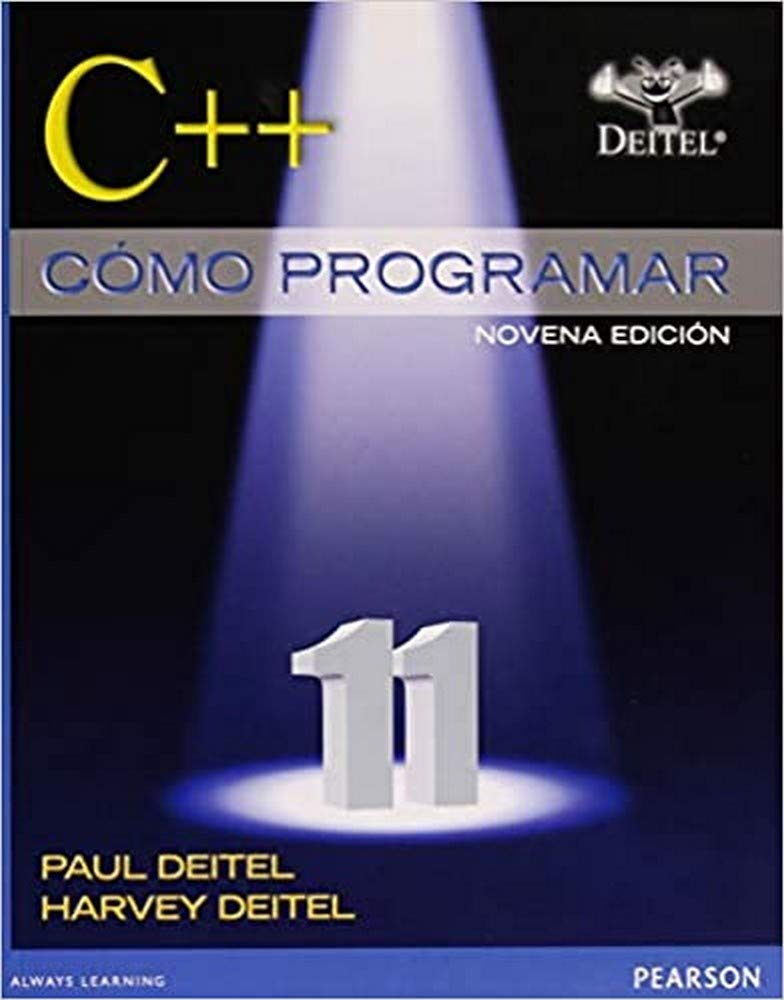 C++
DEITEL®
CÓMO PROGRAMAR
NOVENA EDICIÓN
11
PAUL DEITEL
HARVEY DEITEL
ALWAYS LEARNING
PEARSON